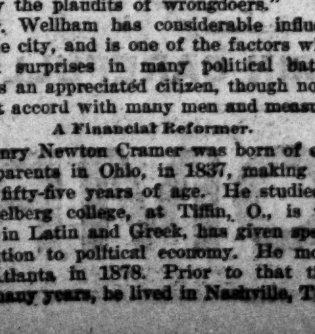 the plaudits of wrongdoers."
Wellham has considerable influ
e city, and is one of the factors w
surprises in many political bat
s an appreciated citizen, though no
t accord with many men and measu
A Financial Reformer.
nry Newton Cramer was born of
parents in Ohio, in 1837, making
fifty-five years of age. He studied
elberg college, at Tiffin, O., is
in Latin and Greek, has given spe
tion to political economy. He mo
tlanta in 1878. Prior to that t
many years, he lived in Nashville, T